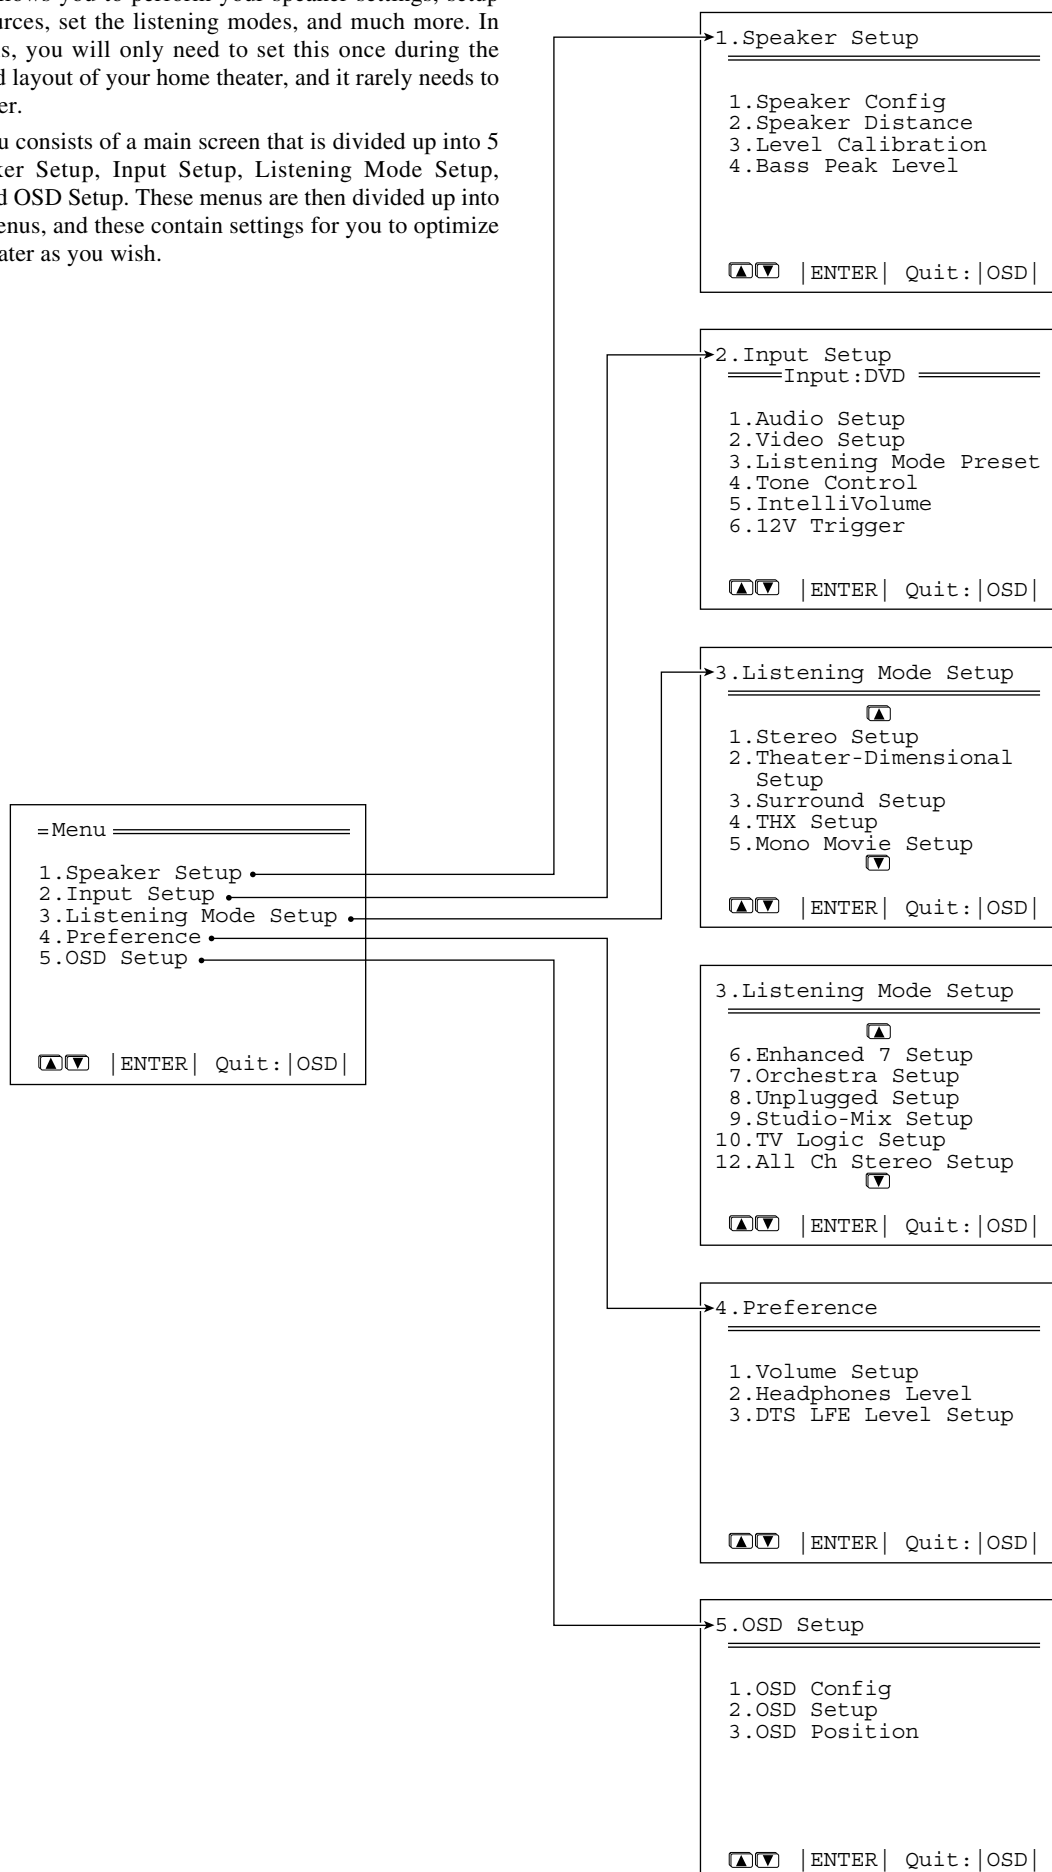 allows you to perform your speaker settings, setup
urces, set the listening modes, and much more. In
s, you will only need to set this once during the
d layout of your home theater, and it rarely needs to
er.
u consists of a main screen that is divided up into 5
ker Setup, Input Setup, Listening Mode Setup,
d OSD Setup. These menus are then divided up into
enus, and these contain settings for you to optimize
ater as you wish.
=Menu
1.Speaker Setup
2.Input Setup
3.Listening Mode Setup
4.Preference
5.OSD Setup
▲▼ |ENTER| Quit:|OSD|
1.Speaker Setup
1.Speaker Config
2.Speaker Distance
3.Level Calibration
4.Bass Peak Level
▲▼ |ENTER| Quit:|OSD|
2.Input Setup
Input:DVD
1.Audio Setup
2.Video Setup
3.Listening Mode Preset
4.Tone Control
5.IntelliVolume
6.12V Trigger
▲▼ |ENTER| Quit:|OSD|
3.Listening Mode Setup
▲
1.Stereo Setup
2.Theater-Dimensional
Setup
3.Surround Setup
4.THX Setup
5.Mono Movie Setup
▼
▲▼ |ENTER| Quit:|OSD|
3.Listening Mode Setup
▲
6.Enhanced 7 Setup
7.Orchestra Setup
8.Unplugged Setup
9.Studio-Mix Setup
10.TV Logic Setup
12.All Ch Stereo Setup
▼
▲▼ |ENTER| Quit:|OSD|
4.Preference
1.Volume Setup
2.Headphones Level
3.DTS LFE Level Setup
▲▼ |ENTER| Quit:|OSD|
5.OSD Setup
1.OSD Config
2.OSD Setup
3.OSD Position
▲▼ |ENTER| Quit:|OSD|